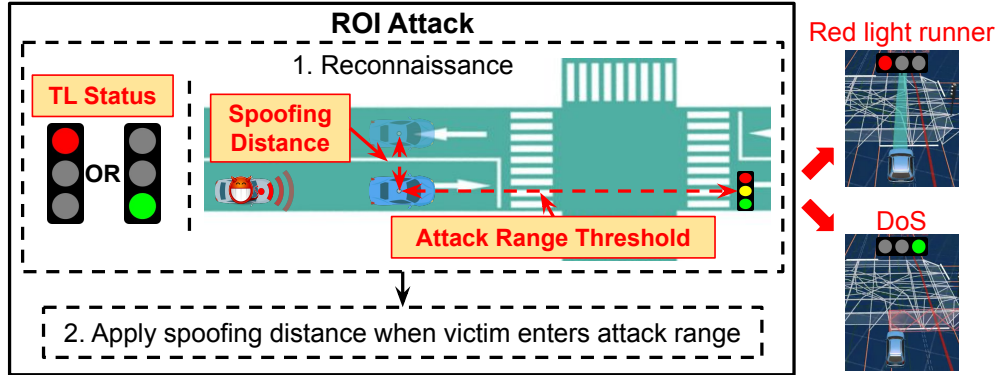 ROI Attack
1. Reconnaissance
TL Status
OR
Spoofing
Distance
Attack Range Threshold
2. Apply spoofing distance when victim enters attack range
Red light runner
DoS